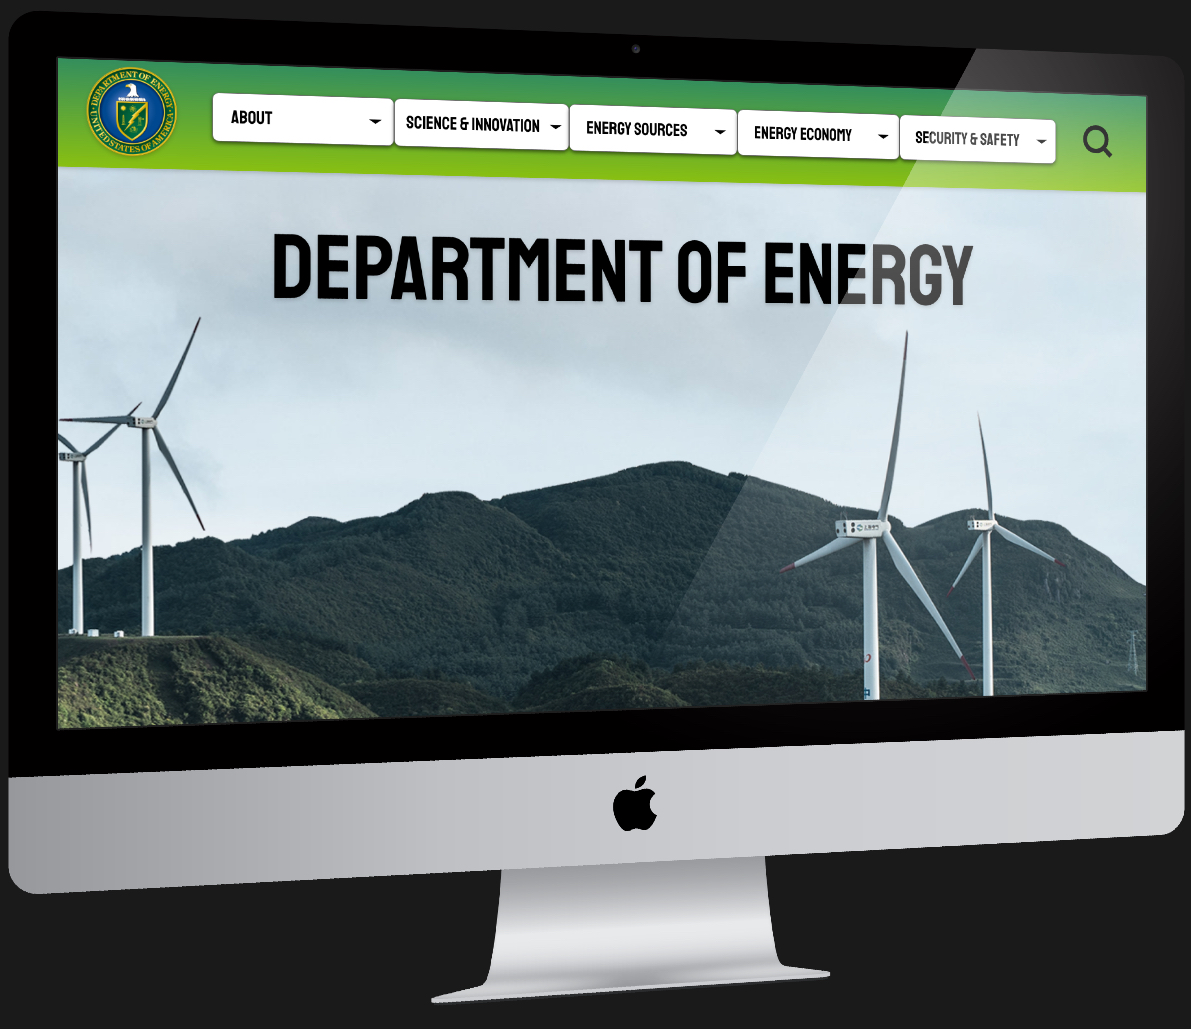 DEPARTMENT OF ENERGY
UNITED STATES OF AMERICA
ABOUT
SCIENCE & INNOVATION
ENERGY SOURCES
ENERGY ECONOMY
SECURITY & SAFETY
DEPARTMENT OF ENERGY